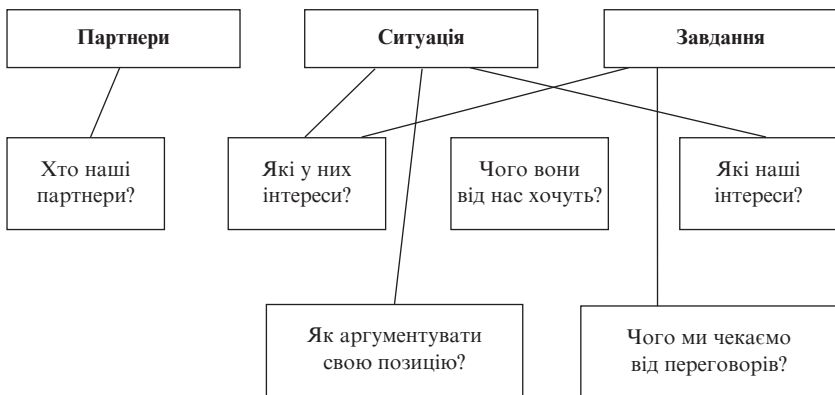 Партнери
Ситуація
Завдання
Хто наші
партнери?
Які у них
інтереси?
Чого вони
від нас хочуть?
Які наші
інтереси?
Як аргументувати
свою позицію?
Чого ми чекаємо
від переговорів?